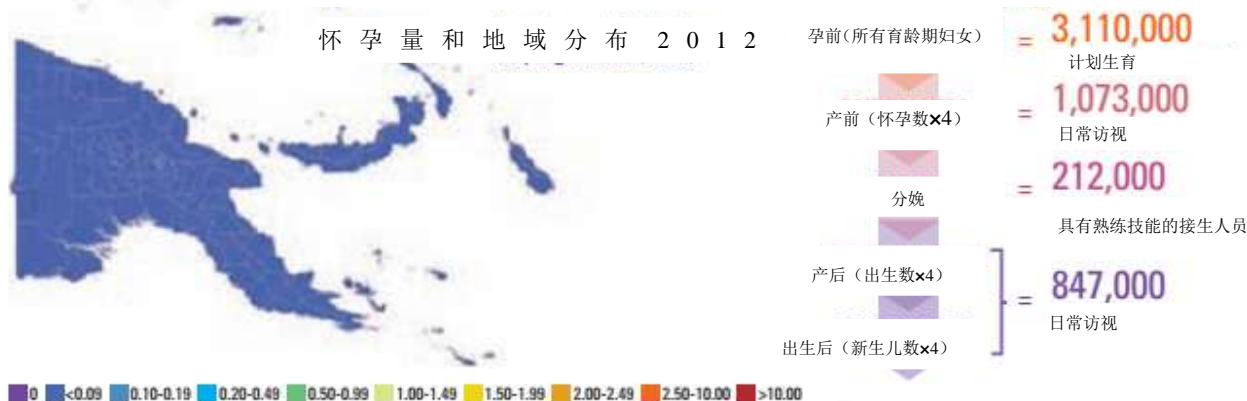 怀孕量和地域分布 2012
孕前(所有育龄期妇女)
= 3,110,000
计划生育
产前（怀孕数×4）
= 1,073,000
日常访视
分娩
= 212,000
具有熟练技能的接生人员
产后（出生数×4）
出生后（新生儿数×4）
= 847,000
日常访视
0 <0.09 0.10-0.19 0.20-0.49 0.50-0.99 1.00-1.49 1.50-1.99 2.00-2.49 2.50-10.00 >10.00